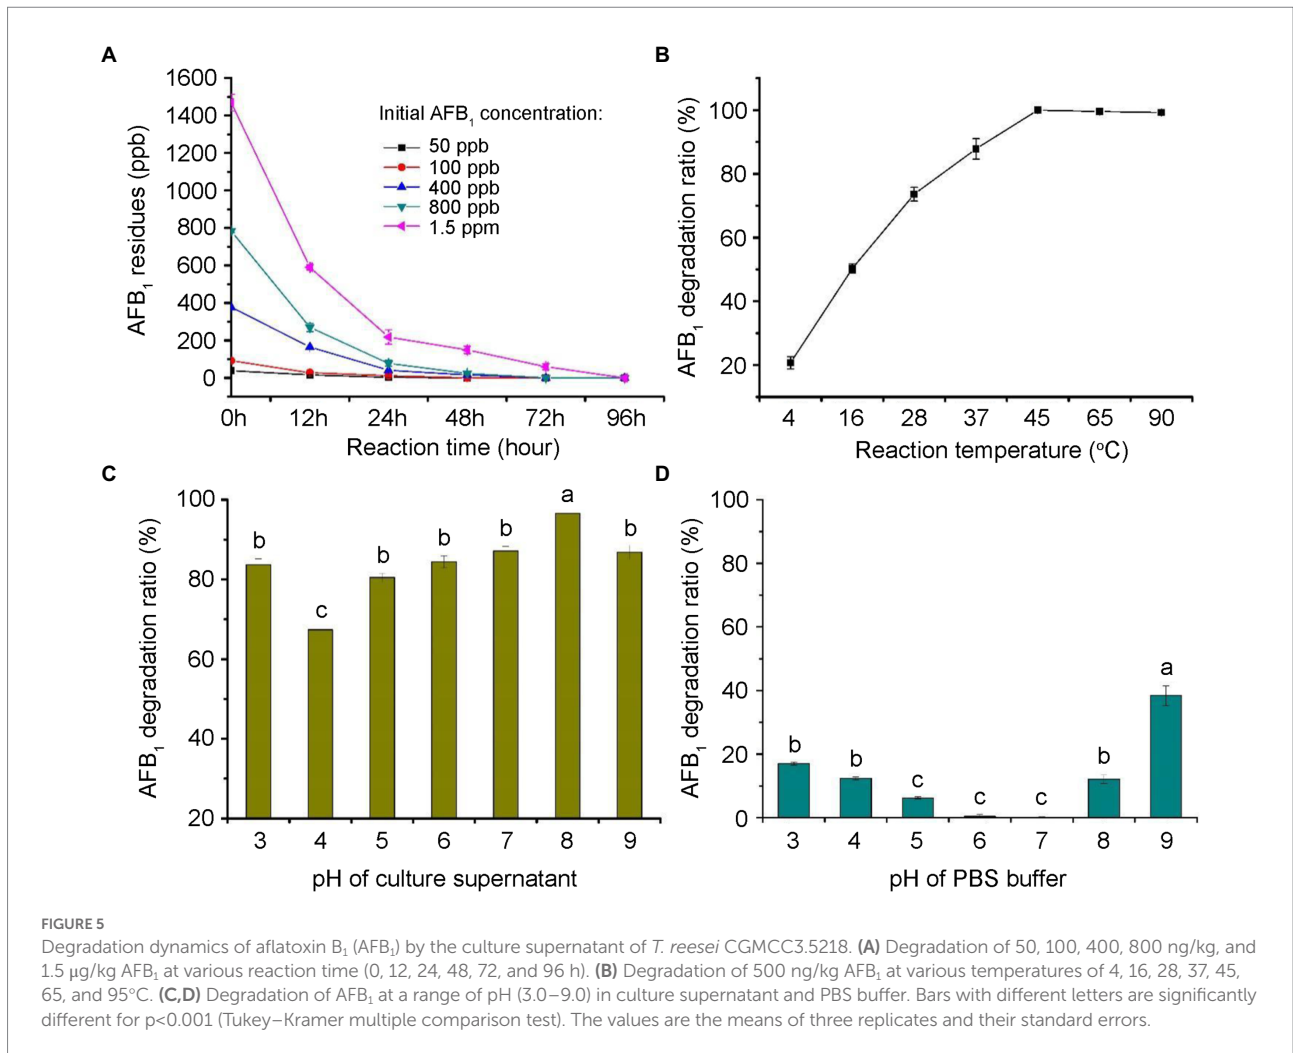 A
1600
1400
1200
1000
800
600
400
200
0
AFB1 residues (ppb)
Initial AFB1 concentration:
50 ppb
100 ppb
400 ppb
800 ppb
1.5 ppm
0h 12h 24h 48h 72h 96h
Reaction time (hour)
B
100
80
60
40
20
AFB1 degradation ratio (%)
4 16 28 37 45 65 90
Reaction temperature (°C)
C
100
80
60
40
20
AFB1 degradation ratio (%)
b c b b b a b
3 4 5 6 7 8 9
pH of culture supernatant
D
100
80
60
40
20
0
AFB1 degradation ratio (%)
b b c c c b a
3 4 5 6 7 8 9
pH of PBS buffer
FIGURE 5
Degradation dynamics of aflatoxin B1 (AFB1) by the culture supernatant of T. reesei CGMCC3.5218. (A) Degradation of 50, 100, 400, 800 ng/kg, and
1.5 μg/kg AFB1 at various reaction time (0, 12, 24, 48, 72, and 96 h). (B) Degradation of 500 ng/kg AFB1 at various temperatures of 4, 16, 28, 37, 45,
65, and 95°C. (C,D) Degradation of AFB1 at a range of pH (3.0–9.0) in culture supernatant and PBS buffer. Bars with different letters are significantly
different for p<0.001 (Tukey–Kramer multiple comparison test). The values are the means of three replicates and their standard errors.